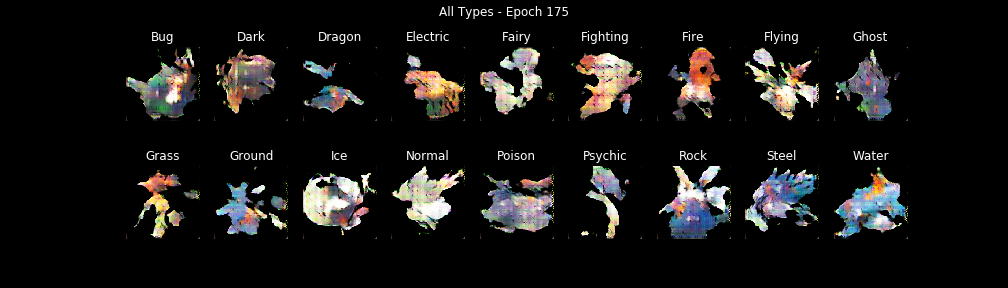 All Types - Epoch 175
Bug Dark Dragon Electric Fairy Fighting Fire Flying Ghost
Grass Ground Ice Normal Poison Psychic Rock Steel Water